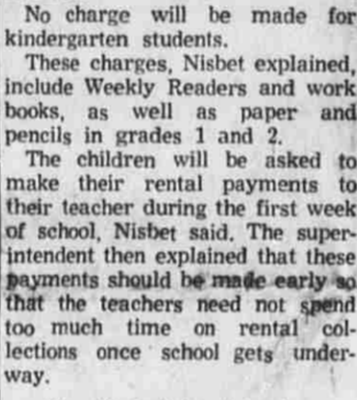 No charge will be made for
kindergarten students.
These charges, Nisbet explained,
include Weekly Readers and work
books, as well as paper and
pencils in grades 1 and 2.
The children will be asked to
make their rental payments to
their teacher during the first week
of school, Nisbet said. The super-
intendent then explained that these
payments should be made early so
that the teachers need not spend
too much time on rental col-
lections once school gets under-
way.